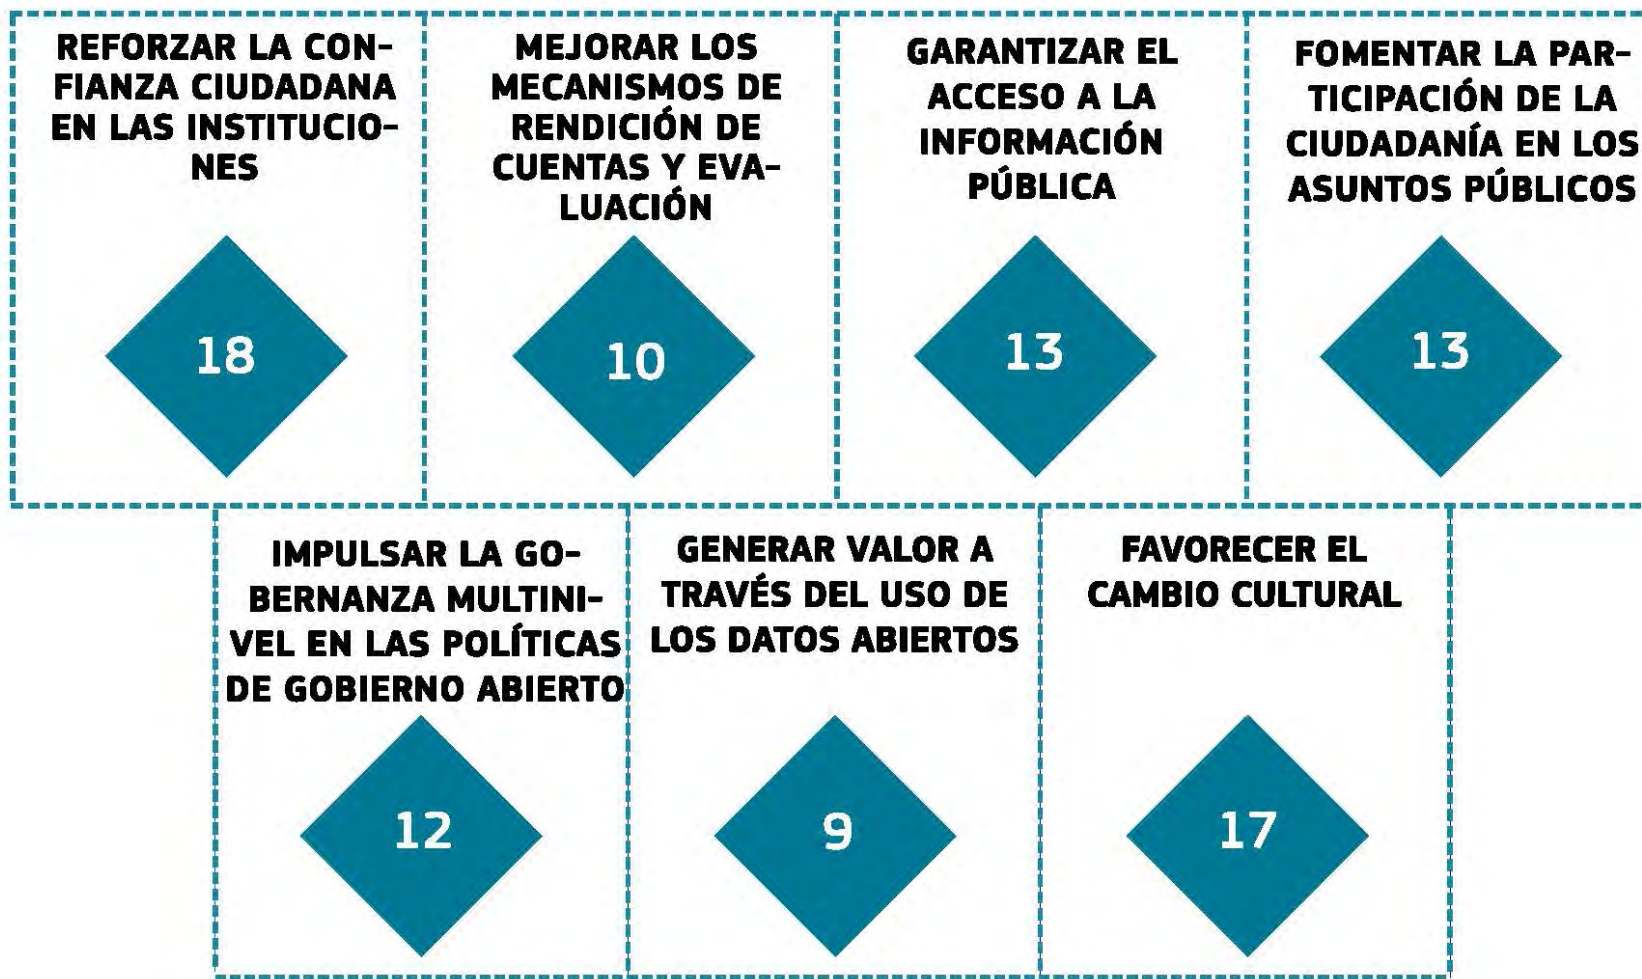 REFORZAR LA CON-
FIANZA CIUDADANA
EN LAS INSTITUCIO-
NES
18
MEJORAR LOS
MECANISMOS DE
RENDICIÓN DE
CUENTAS Y EVA-
LUACIÓN
10
GARANTIZAR EL
ACCESO A LA
INFORMACIÓN
PÚBLICA
13
FOMENTAR LA PAR-
TICIPACIÓN DE LA
CIUDADANÍA EN LOS
ASUNTOS PÚBLICOS
13
IMPULSAR LA GO-
BERNANZA MULTINI-
VEL EN LAS POLÍTICAS
DE GOBIERNO ABIERTO
12
GENERAR VALOR A
TRAVÉS DEL USO DE
LOS DATOS ABIERTOS
9
FAVORECER EL
CAMBIO CULTURAL
17